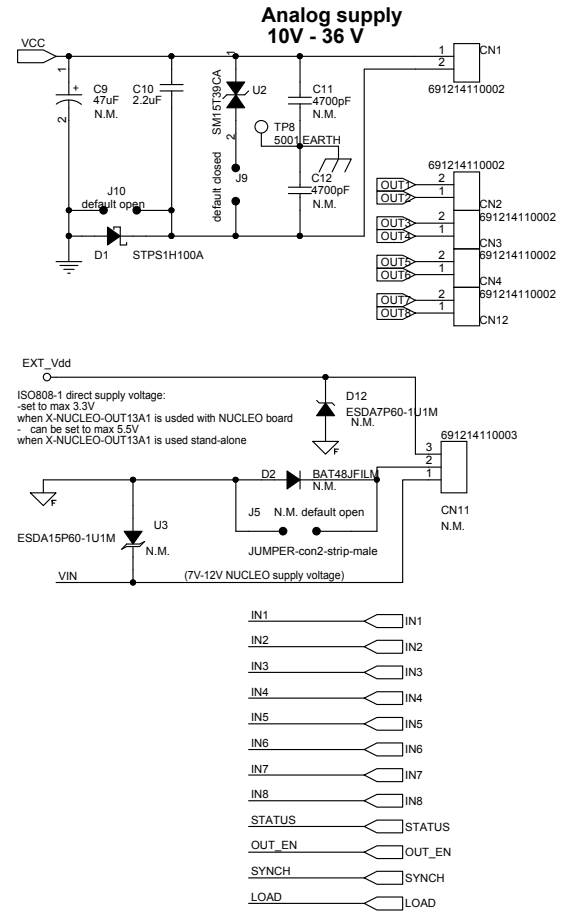 Analog supply
10V - 36 V
VCC
1
2
CN1
691214110002
1
+
C9
47uF
N.M.
2
C10
2.2uF
1
SM15T39CA
U2
2
C11
4700pF
N.M.
TP8
5001
EARTH
C12
4700pF
N.M.
default closed
J9
J10
default open
D1
STPS1H100A
691214110002
OUT1
2
OUT2
1
CN2
691214110002
OUT3
2
OUT4
1
CN3
691214110002
OUT5
2
OUT6
1
CN4
691214110002
OUT7
2
OUT8
1
CN12
EXT_Vdd
ISO808-1 direct supply voltage:
-set to max 3.3V
when X-NUCLEO-OUT13A1 is usded with NUCLEO board
- can be set to max 5.5V
when X-NUCLEO-OUT13A1 is used stand-alone
D12
ESDA7P60-1U1M
N.M.
F
691214110003
3
2
1
CN11
N.M.
F
D2
BAT48JFILM
N.M.
J5
N.M. default open
JUMPER-con2-strip-male
U3
ESDA15P60-1U1M
N.M.
F
VIN
(7V-12V NUCLEO supply voltage)
IN1 IN1
IN2 IN2
IN3 IN3
IN4 IN4
IN5 IN5
IN6 IN6
IN7 IN7
IN8 IN8
STATUS STATUS
OUT_EN OUT_EN
SYNCH SYNCH
LOAD LOAD